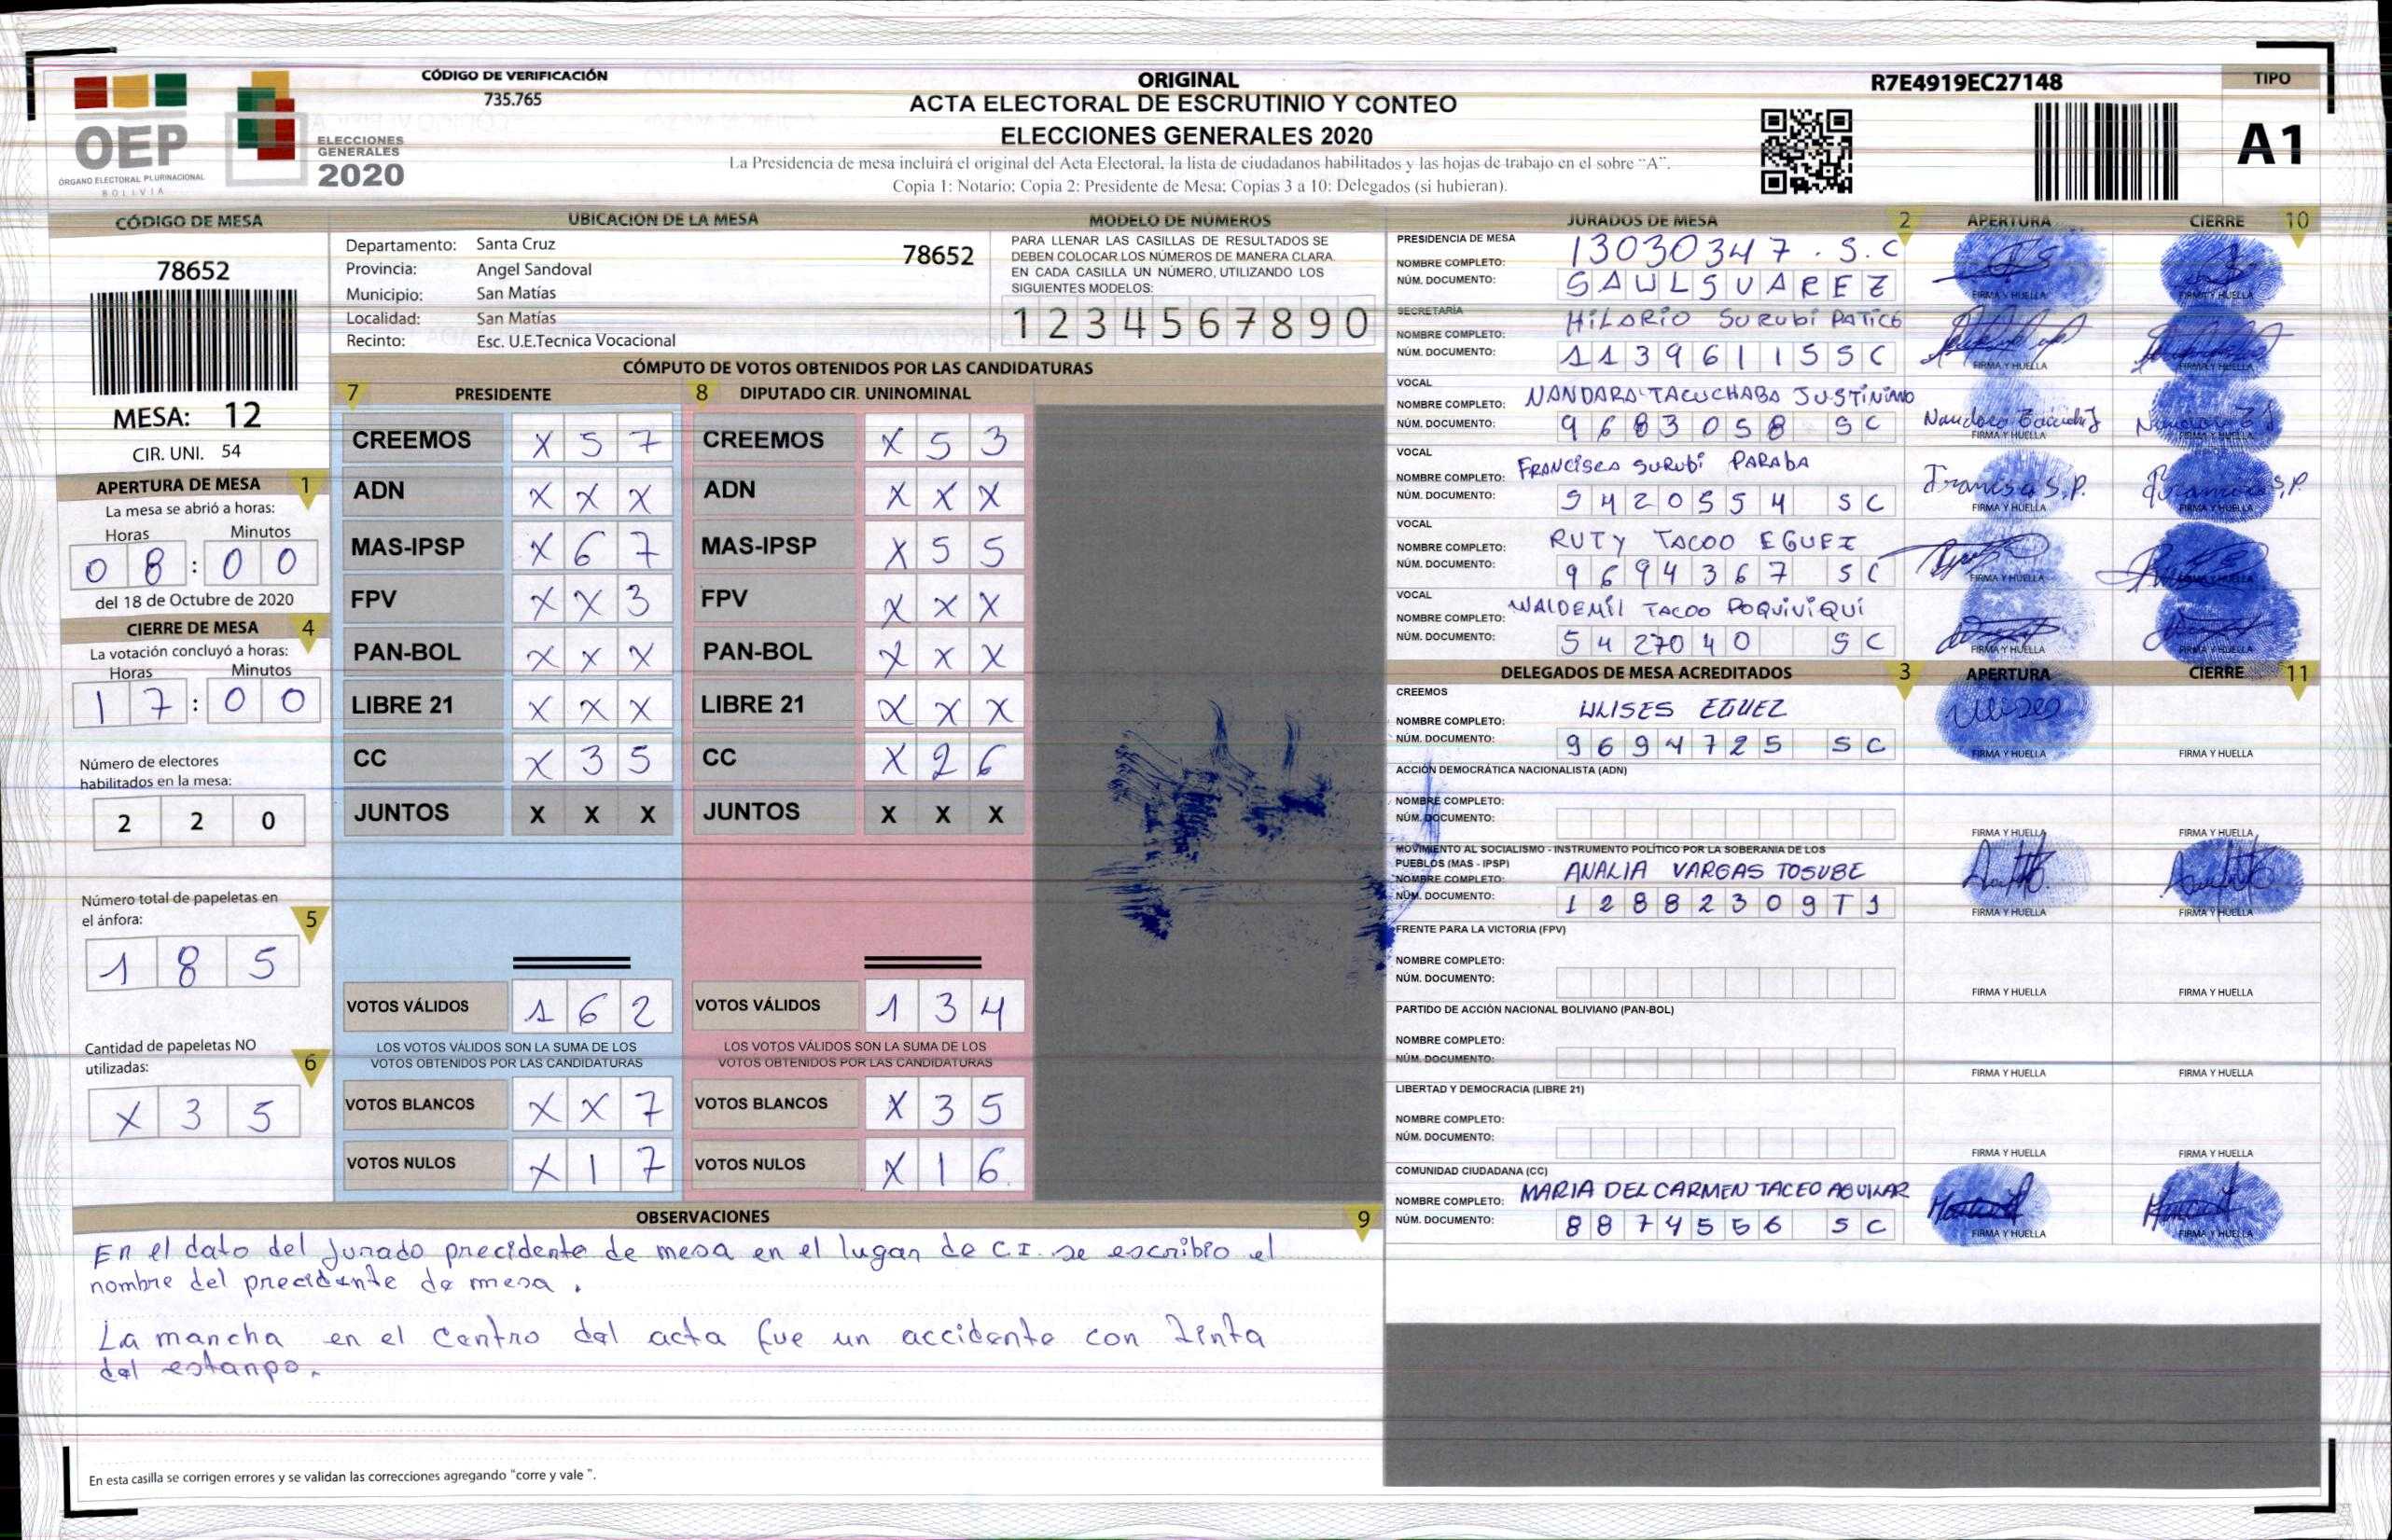 OEP
ÓRGANO ELECTORAL PLURINACIONAL
BOLIVIA
ELECCIONES
GENERALES
2020
CÓDIGO DE VERIFICACIÓN
735.765
ORIGINAL
ACTA ELECTORAL DE ESCRUTINIO Y CONTEO
ELECCIONES GENERALES 2020
La Presidencia de mesa incluirá el original del Acta Electoral, la lista de ciudadanos habilitados y las hojas de trabajo en el sobre "A".
Copia 1: Notario; Copia 2: Presidente de Mesa; Copias 3 a 10: Delegados (si hubieran).
R7E4919EC27148
TIPO
A1
CÓDIGO DE MESA
78652
MESA: 12
CIR. UNI. 54
APERTURA DE MESA 1
La mesa se abrió a horas:
Horas Minutos
0 8 : 0 0
del 18 de Octubre de 2020
CIERRE DE MESA 4
La votación concluyó a horas:
Horas Minutos
1 7 : 0 0
Número de electores
habilitados en la mesa:
2 2 0
Número total de papeletas en
el ánfora: 5
1 8 5
Cantidad de papeletas NO
utilizadas: 6
X 3 5
UBICACIÓN DE LA MESA
Departamento: Santa Cruz 78652
Provincia: Angel Sandoval
Municipio: San Matías
Localidad: San Matías
Recinto: Esc. U.E.Tecnica Vocacional
MODELO DE NÚMEROS
PARA LLENAR LAS CASILLAS DE RESULTADOS SE
DEBEN COLOCAR LOS NÚMEROS DE MANERA CLARA.
EN CADA CASILLA UN NÚMERO, UTILIZANDO LOS
SIGUIENTES MODELOS:
1 2 3 4 5 6 7 8 9 0
CÓMPUTO DE VOTOS OBTENIDOS POR LAS CANDIDATURAS
7 PRESIDENTE 8 DIPUTADO CIR. UNINOMINAL
CREEMOS X 5 7 CREEMOS X 5 3
ADN X X X ADN X X X
MAS-IPSP X 6 7 MAS-IPSP X 5 5
FPV X X 3 FPV X X X
PAN-BOL X X X PAN-BOL X X X
LIBRE 21 X X X LIBRE 21 X X X
CC X 3 5 CC X 2 6
JUNTOS X X X JUNTOS X X X
VOTOS VÁLIDOS 1 6 2 VOTOS VÁLIDOS 1 3 4
LOS VOTOS VÁLIDOS SON LA SUMA DE LOS LOS VOTOS VÁLIDOS SON LA SUMA DE LOS
VOTOS OBTENIDOS POR LAS CANDIDATURAS VOTOS OBTENIDOS POR LAS CANDIDATURAS
VOTOS BLANCOS X X 7 VOTOS BLANCOS X 3 5
VOTOS NULOS X 1 7 VOTOS NULOS X 1 6
OBSERVACIONES 9
En el dato del jurado precidente de mesa en el lugar de C.I. se escribio el
nombre del precidente de mesa.
La mancha en el centro del acta fue un accidente con tinta
del estanpo.
En esta casilla se corrigen errores y se validan las correcciones agregando "corre y vale ".
JURADOS DE MESA 2 APERTURA CIERRE 10
PRESIDENCIA DE MESA
NOMBRE COMPLETO: 13030347 . S.C
NÚM. DOCUMENTO: SAULSUAREZ
FIRMA Y HUELLA FIRMA Y HUELLA
SECRETARÍA
NOMBRE COMPLETO: HILARIO SURUBí PATICÓ
NÚM. DOCUMENTO: 11396115SC
FIRMA Y HUELLA FIRMA Y HUELLA
VOCAL
NOMBRE COMPLETO: NANDARA TACUCHABA JUSTINIANO
NÚM. DOCUMENTO: 9683058 SC
FIRMA Y HUELLA
VOCAL
NOMBRE COMPLETO: FRANCISCA SURUBí PARABA
NÚM. DOCUMENTO: 9420554 SC
Francisca S.P.
FIRMA Y HUELLA FIRMA Y HUELLA
VOCAL
NOMBRE COMPLETO: RUTY TACOO EGUEZ
NÚM. DOCUMENTO: 9694367 SC
FIRMA Y HUELLA FIRMA Y HUELLA
VOCAL
NOMBRE COMPLETO: WALDEMIL TACOO POQUIVIQUI
NÚM. DOCUMENTO: 5427040 SC
FIRMA Y HUELLA FIRMA Y HUELLA
DELEGADOS DE MESA ACREDITADOS 3 APERTURA CIERRE 11
CREEMOS
NOMBRE COMPLETO: ULISES EGUEZ
NÚM. DOCUMENTO: 9694725 SC
Ulises
FIRMA Y HUELLA FIRMA Y HUELLA
ACCIÓN DEMOCRÁTICA NACIONALISTA (ADN)
NOMBRE COMPLETO:
NÚM. DOCUMENTO:
FIRMA Y HUELLA FIRMA Y HUELLA
MOVIMIENTO AL SOCIALISMO - INSTRUMENTO POLÍTICO POR LA SOBERANIA DE LOS
PUEBLOS (MAS - IPSP)
NOMBRE COMPLETO: ANALIA VARGAS TOSUBE
NÚM. DOCUMENTO: 12882309TJ
FIRMA Y HUELLA FIRMA Y HUELLA
FRENTE PARA LA VICTORIA (FPV)
NOMBRE COMPLETO:
NÚM. DOCUMENTO:
FIRMA Y HUELLA FIRMA Y HUELLA
PARTIDO DE ACCIÓN NACIONAL BOLIVIANO (PAN-BOL)
NOMBRE COMPLETO:
NÚM. DOCUMENTO:
FIRMA Y HUELLA FIRMA Y HUELLA
LIBERTAD Y DEMOCRACIA (LIBRE 21)
NOMBRE COMPLETO:
NÚM. DOCUMENTO:
FIRMA Y HUELLA FIRMA Y HUELLA
COMUNIDAD CIUDADANA (CC)
NOMBRE COMPLETO: MARIA DEL CARMEN TACEO AGUILAR
NÚM. DOCUMENTO: 8874556 SC
FIRMA Y HUELLA FIRMA Y HUELLA